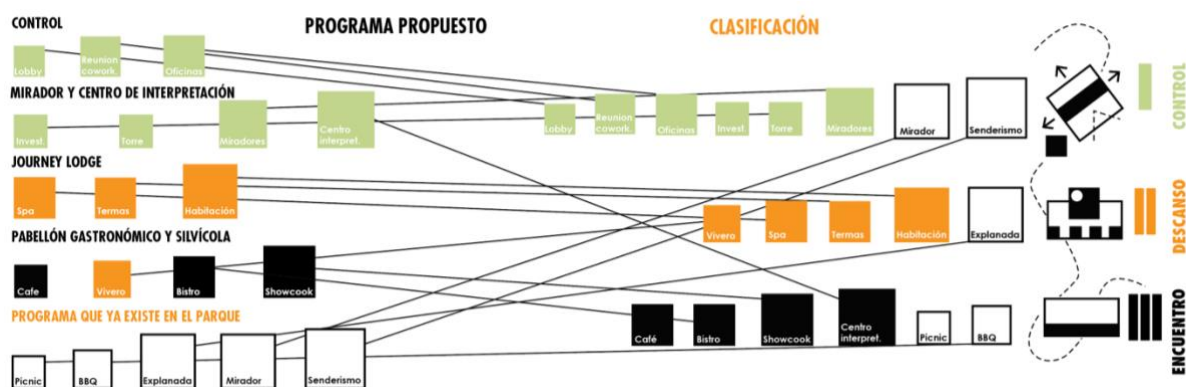 CONTROL
PROGRAMA PROPUESTO
CLASIFICACIÓN
Lobby
Reunion
cowork.
Oficinas
MIRADOR Y CENTRO DE INTERPRETACIÓN
Invest.
Torre
Miradores
Centro
interpret.
JOURNEY LODGE
Spa
Termas
Habitación
PABELLÓN GASTRONÓMICO Y SILVÍCOLA
Cafe
Vivero
Bistro
Showcook
PROGRAMA QUE YA EXISTE EN EL PARQUE
Picnic
BBQ
Explanada
Mirador
Senderismo
Lobby
Reunion
cowork.
Oficinas
Invest.
Torre
Miradores
Mirador
Senderismo
CONTROL
Vivero
Spa
Termas
Habitación
Explanada
DESCANSO
Café
Bistro
Showcook
Centro
interpret.
Picnic
BBQ
ENCUENTRO